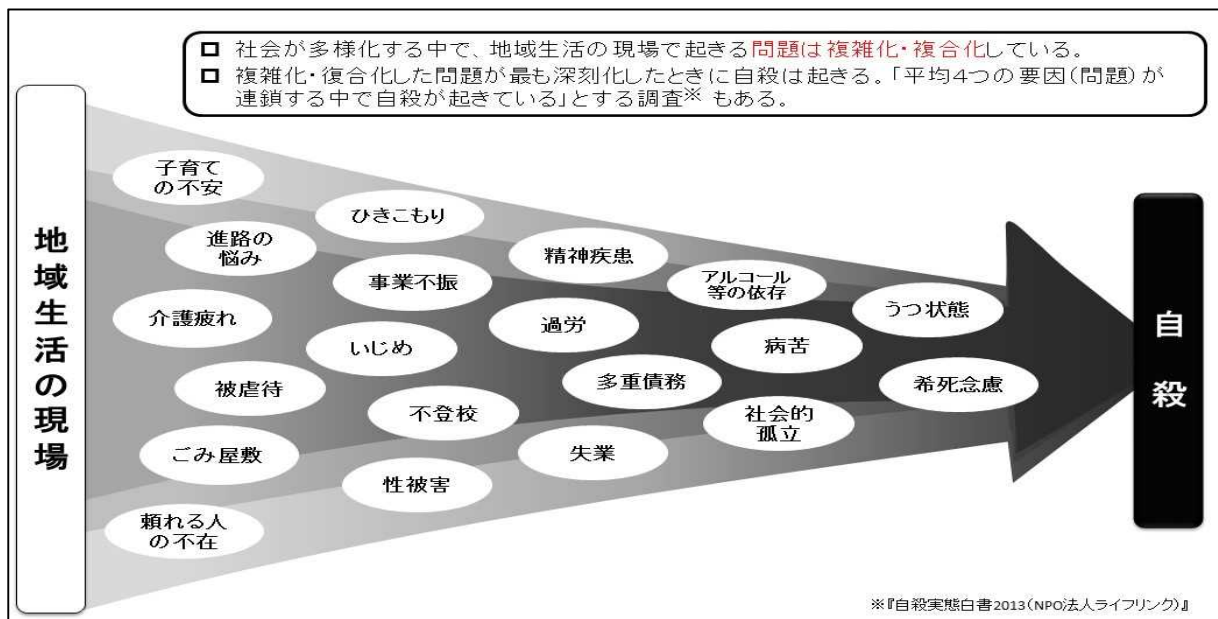 □ 社会が多様化する中で、地域生活の現場で起きる問題は複雑化・複合化している。
□ 複雑化・復合化した問題が最も深刻化したときに自殺は起きる。「平均4つの要因(問題)が
連鎖する中で自殺が起きている」とする調査※ もある。
地域生活の現場
子育て
の不安
ひきこもり
進路の
悩み
精神疾患
事業不振
アルコール
等の依存
うつ状態
介護疲れ
過労
いじめ
病苦
被虐待
多重債務
希死念慮
不登校
社会的
孤立
ごみ屋敷
失業
性被害
頼れる人
の不在
自殺
※『自殺実態白書2013(NPO法人ライフリンク)』